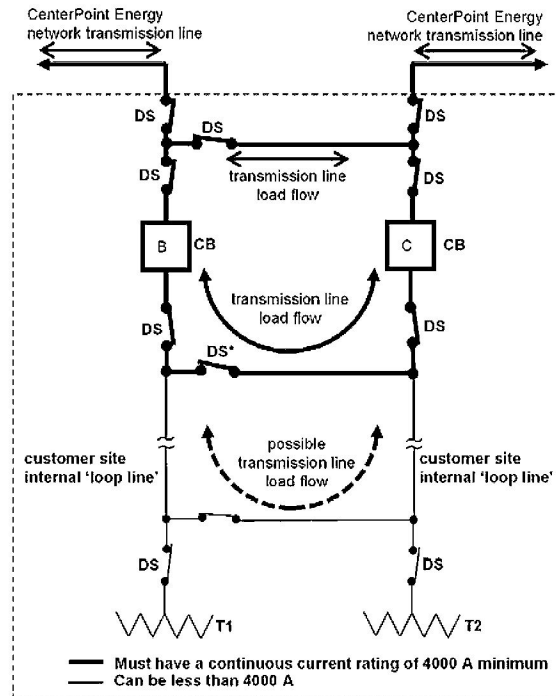 CenterPoint Energy
network transmission line
CenterPoint Energy
network transmission line
DS
DS
DS
DS
DS
transmission line
load flow
B
CB
C
CB
transmission line
load flow
DS
DS
DS*
customer site
internal 'loop line'
possible
transmission line
load flow
customer site
internal 'loop line'
DS
DS
T1
T2
Must have a continuous current rating of 4000 A minimum
Can be less than 4000 A